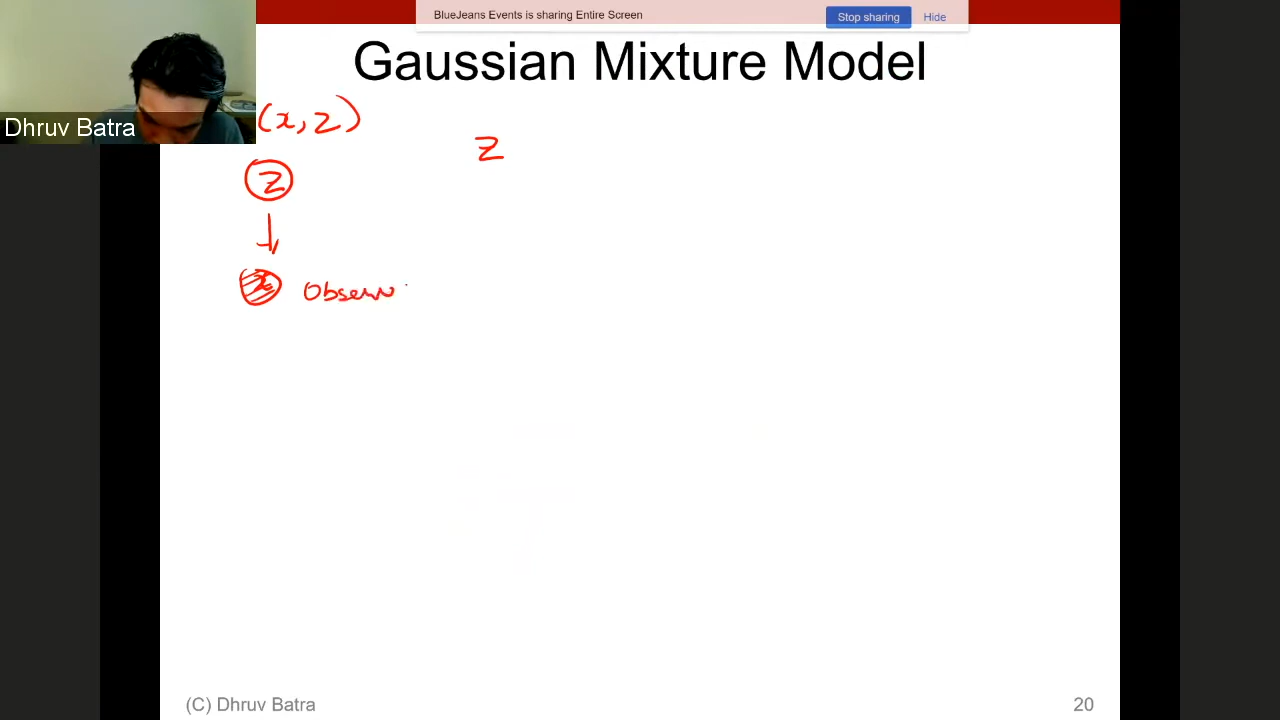 BlueJeans Events is sharing Entire Screen Stop sharing Hide
Gaussian Mixture Model
Dhruv Batra
(x, z)
z
z
x Observ
(C) Dhruv Batra 20